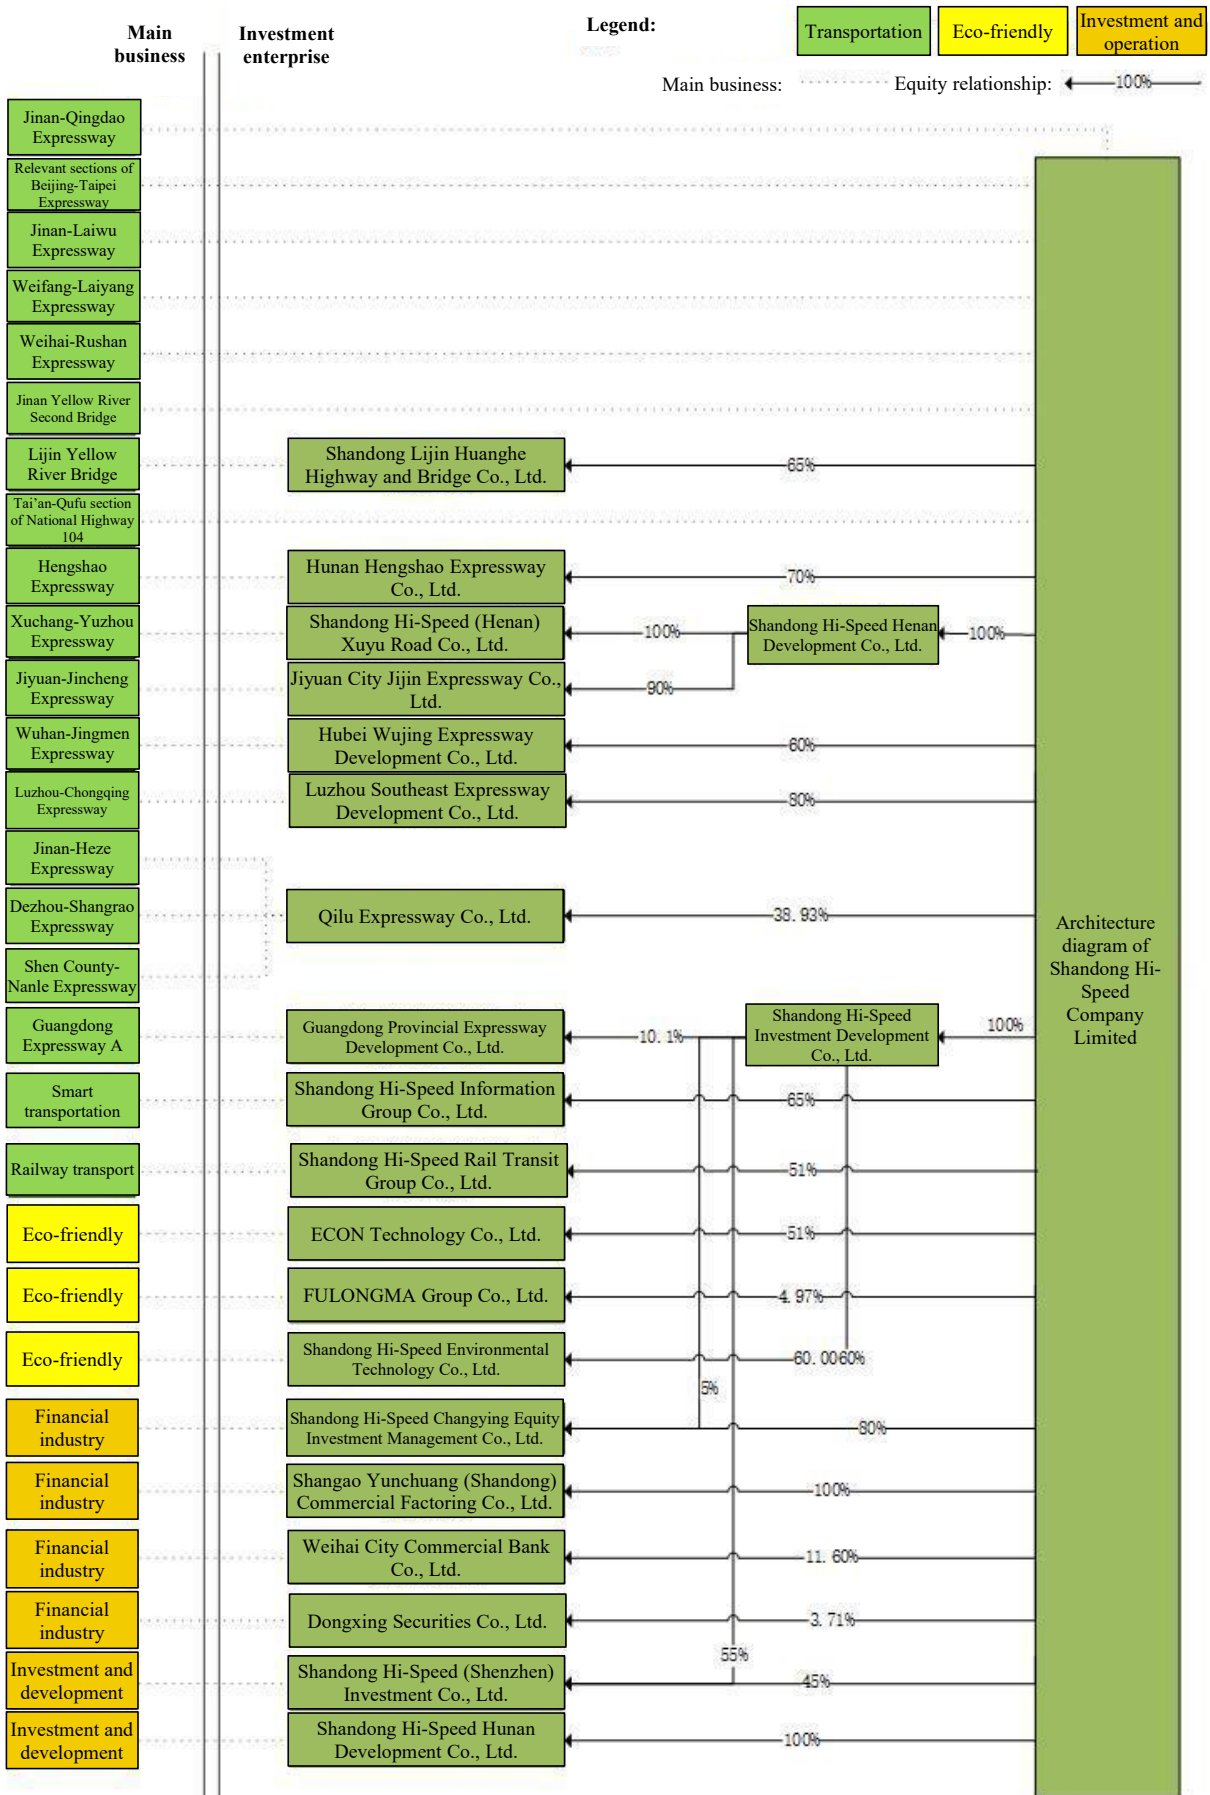 Main
business
Investment
enterprise
Legend:
Transportation
Eco-friendly
Investment and
operation
Main business:
Equity relationship:
100%
Jinan-Qingdao
Expressway
Relevant sections of
Beijing-Taipei
Expressway
Jinan-Laiwu
Expressway
Weifang-Laiyang
Expressway
Weihai-Rushan
Expressway
Jinan Yellow River
Second Bridge
Lijin Yellow
River Bridge
Shandong Lijin Huanghe
Highway and Bridge Co., Ltd.
65%
Tai'an-Qufu section
of National Highway
104
Hengshao
Expressway
Hunan Hengshao Expressway
Co., Ltd.
70%
Xuchang-Yuzhou
Expressway
Shandong Hi-Speed (Henan)
Xuyu Road Co., Ltd.
100%
Shandong Hi-Speed Henan
Development Co., Ltd.
100%
Jiyuan-Jincheng
Expressway
Jiyuan City Jijin Expressway Co.,
Ltd.
90%
Wuhan-Jingmen
Expressway
Hubei Wujing Expressway
Development Co., Ltd.
60%
Luzhou-Chongqing
Expressway
Luzhou Southeast Expressway
Development Co., Ltd.
80%
Jinan-Heze
Expressway
Dezhou-Shangrao
Expressway
Qilu Expressway Co., Ltd.
38.93%
Shen County-
Nanle Expressway
Architecture
diagram of
Shandong Hi-
Speed
Company
Limited
Guangdong
Expressway A
Guangdong Provincial Expressway
Development Co., Ltd.
10.1%
Shandong Hi-Speed
Investment Development
Co., Ltd.
100%
Smart
transportation
Shandong Hi-Speed Information
Group Co., Ltd.
65%
Railway transport
Shandong Hi-Speed Rail Transit
Group Co., Ltd.
51%
Eco-friendly
ECON Technology Co., Ltd.
51%
Eco-friendly
FULONGMA Group Co., Ltd.
4.97%
Eco-friendly
Shandong Hi-Speed Environmental
Technology Co., Ltd.
60.0060%
5%
Financial
industry
Shandong Hi-Speed Changying Equity
Investment Management Co., Ltd.
80%
Financial
industry
Shangao Yunchuang (Shandong)
Commercial Factoring Co., Ltd.
100%
Financial
industry
Weihai City Commercial Bank
Co., Ltd.
11.60%
Financial
industry
Dongxing Securities Co., Ltd.
3.71%
55%
Investment and
development
Shandong Hi-Speed (Shenzhen)
Investment Co., Ltd.
45%
Investment and
development
Shandong Hi-Speed Hunan
Development Co., Ltd.
100%